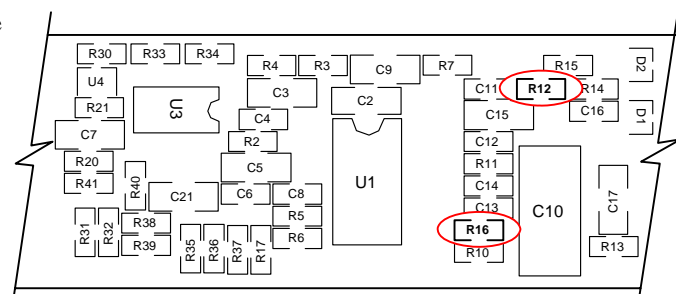 e
R30 R33 R34
R4 R3 C9 R7 R15 D2
U4 C3 C11 R12 R14
R21 U3 C2 C15 C16 D1
C7 C4
R2 C12
R20 C5 U1 R11
R41 R40 C21 C6 C8 C14 C10 C17
R5 C13
R31 R32 R38 R16
R39 R35 R36 R37 R17 R6 R10 R13